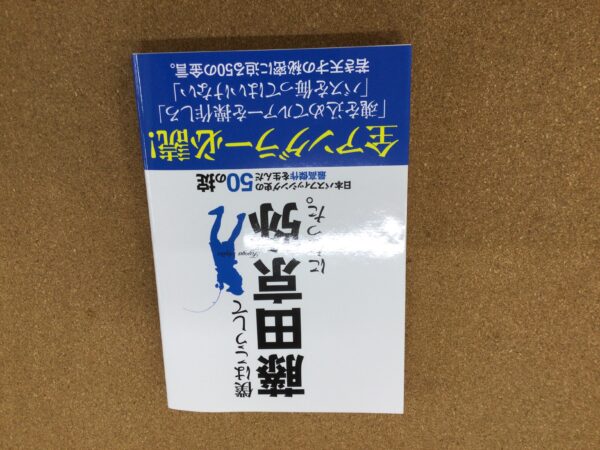 僕はこうして
藤田京弥
になった。
Kyoya Fujita
日本バスフィッシング史の
最高傑作を生んだ
50の掟
全アングラー必読!
「魂を込めてルアーを操作しろ」
「バスを侮ってはいけない」
若き天才の秘密に迫る50の金言。